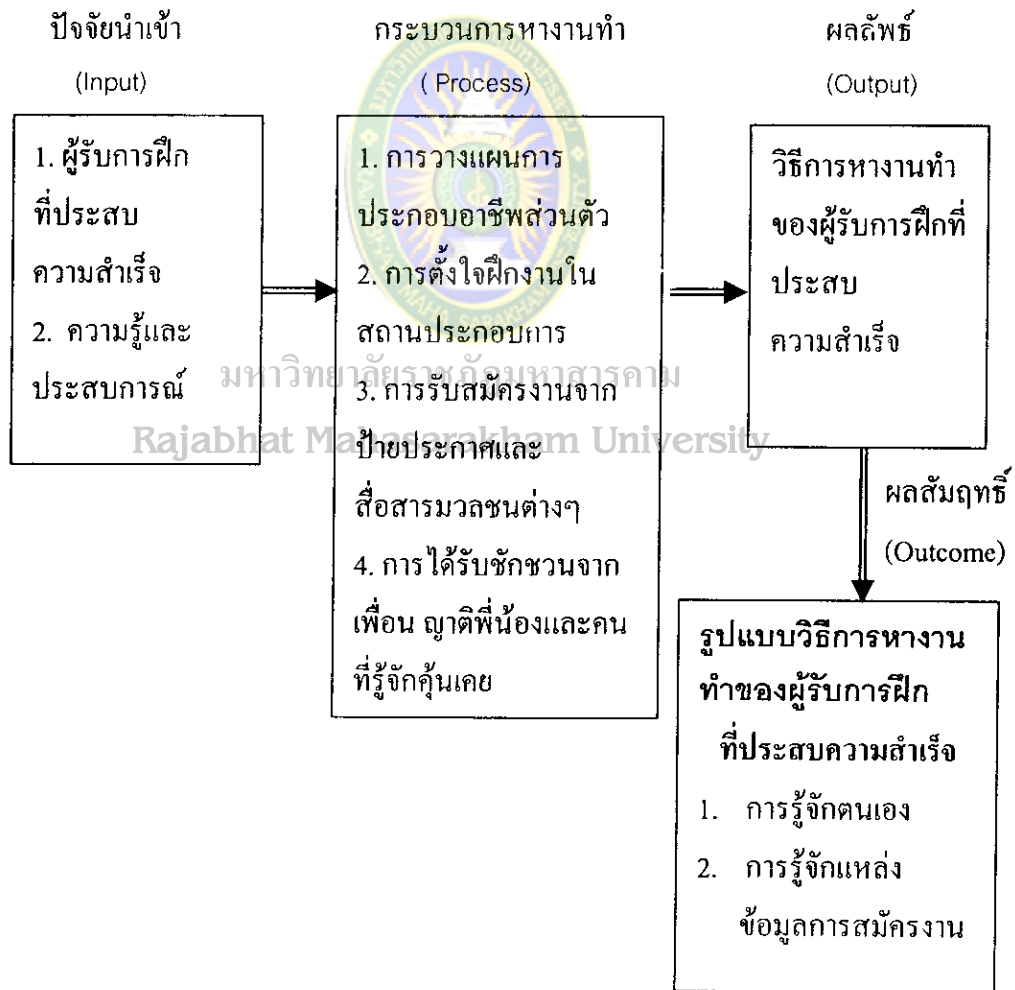 ปัจจัยนำเข้า
(Input)
1. ผู้รับการฝึก
ที่ประสบ
ความสำเร็จ
2. ความรู้และ
ประสบการณ์
กระบวนการหางานทำ
( Process)
1. การวางแผนการ
ประกอบอาชีพส่วนตัว
2. การตั้งใจฝึกงานใน
สถานประกอบการ
3. การรับสมัครงานจาก
ป้ายประกาศและ
สื่อสารมวลชนต่างๆ
4. การได้รับชักชวนจาก
เพื่อน ญาติพี่น้องและคน
ที่รู้จักคุ้นเคย
ผลลัพธ์
(Output)
วิธีการหางานทำ
ของผู้รับการฝึกที่
ประสบ
ความสำเร็จ
ผลสัมฤทธิ์
(Outcome)
รูปแบบวิธีการหางาน
ทำของผู้รับการฝึก
ที่ประสบความสำเร็จ
1. การรู้จักตนเอง
2. การรู้จักแหล่ง
ข้อมูลการสมัครงาน
มหาวิทยาลัยราชภัฏมหาสารคาม
Rajabhat Mahasarakham University